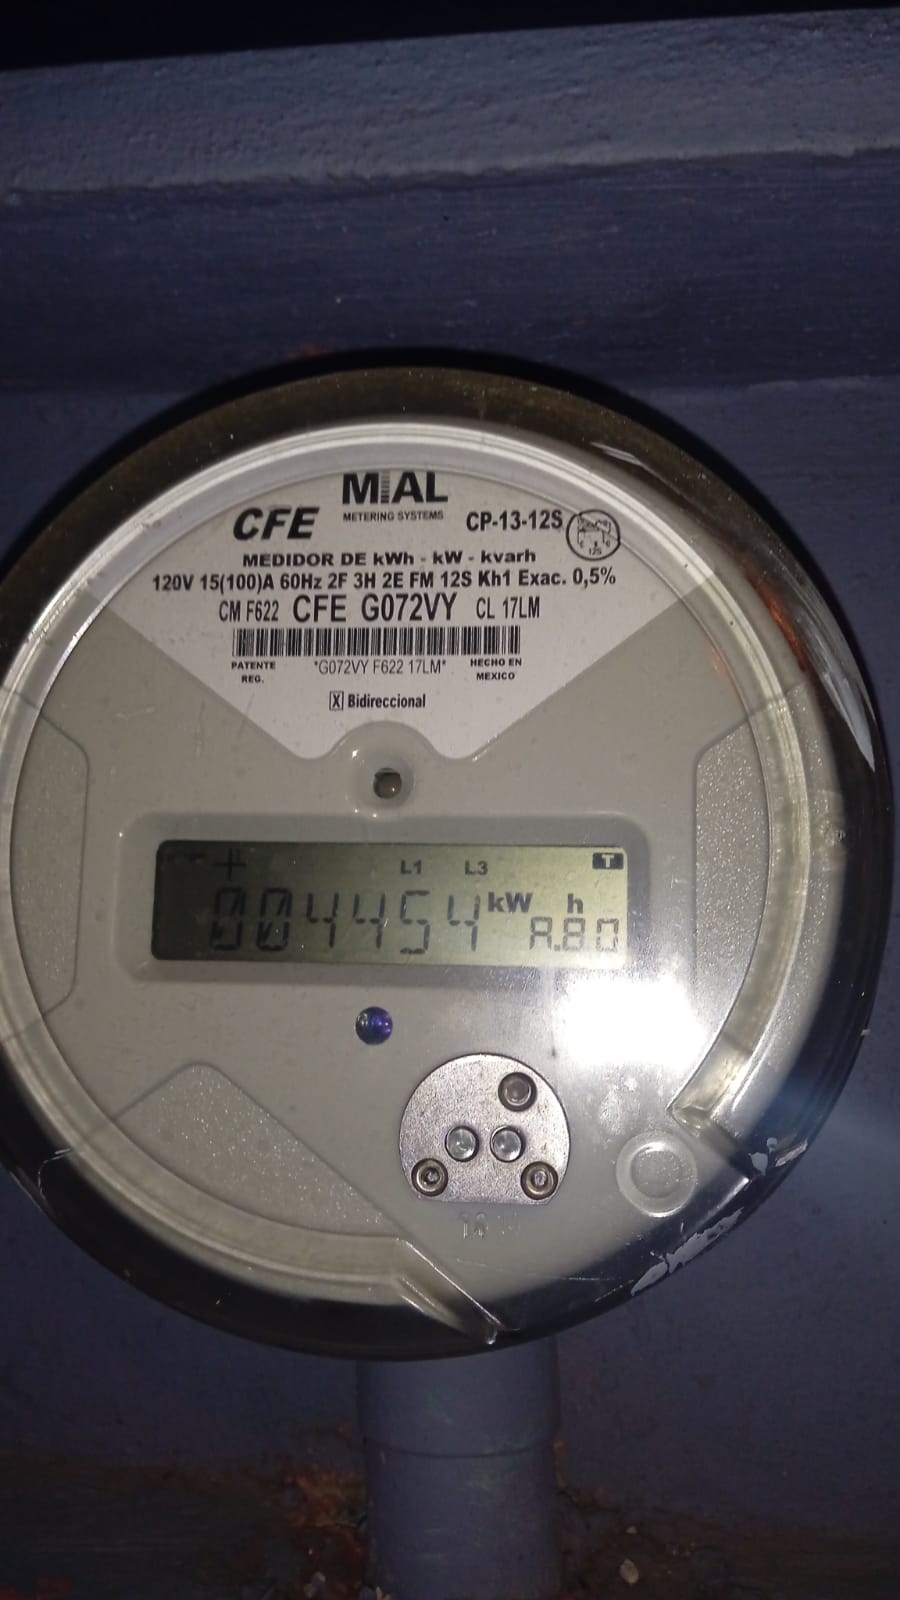 MIAL
METERING SYSTEMS
CFE
CP-13-12S
12S
MEDIDOR DE kWh - kW - kvarh
120V 15(100)A 60Hz 2F 3H 2E FM 12S Kh1 Exac. 0,5%
CM F622 CFE G072VY CL 17LM
PATENTE REG.
*G072VY F622 17LM*
HECHO EN MEXICO
X Bidireccional
+ L1 L3 T
004454 kW h A.80